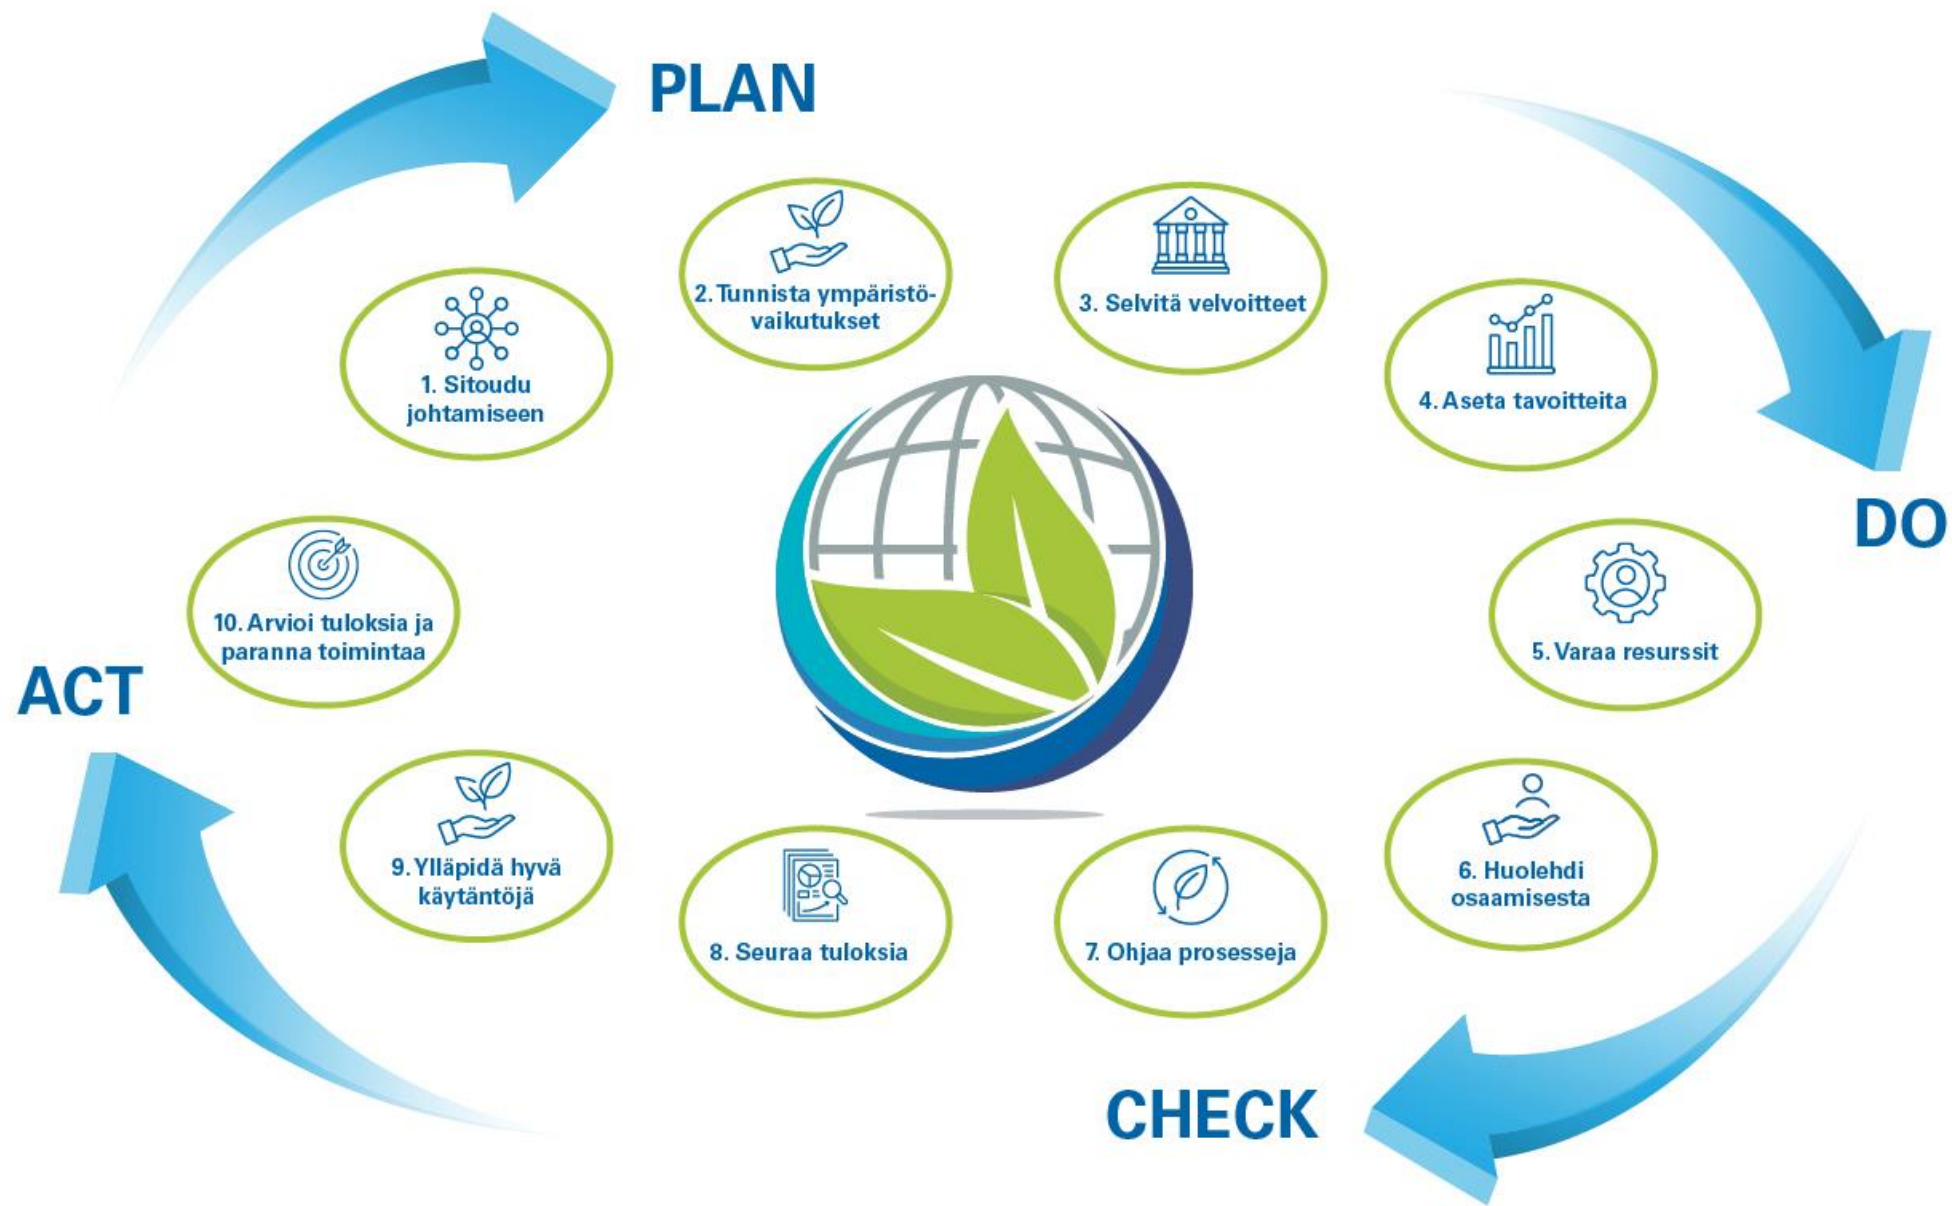 PLAN
1. Sitoudu
johtamiseen
2. Tunnista ympäristö-
vaikutukset
3. Selvitä velvoitteet
4. Aseta tavoitteita
DO
5. Varaa resurssit
6. Huolehdi
osaamisesta
CHECK
7. Ohjaa prosesseja
8. Seuraa tuloksia
9. Ylläpidä hyvä
käytäntöjä
ACT
10. Arvioi tuloksia ja
paranna toimintaa